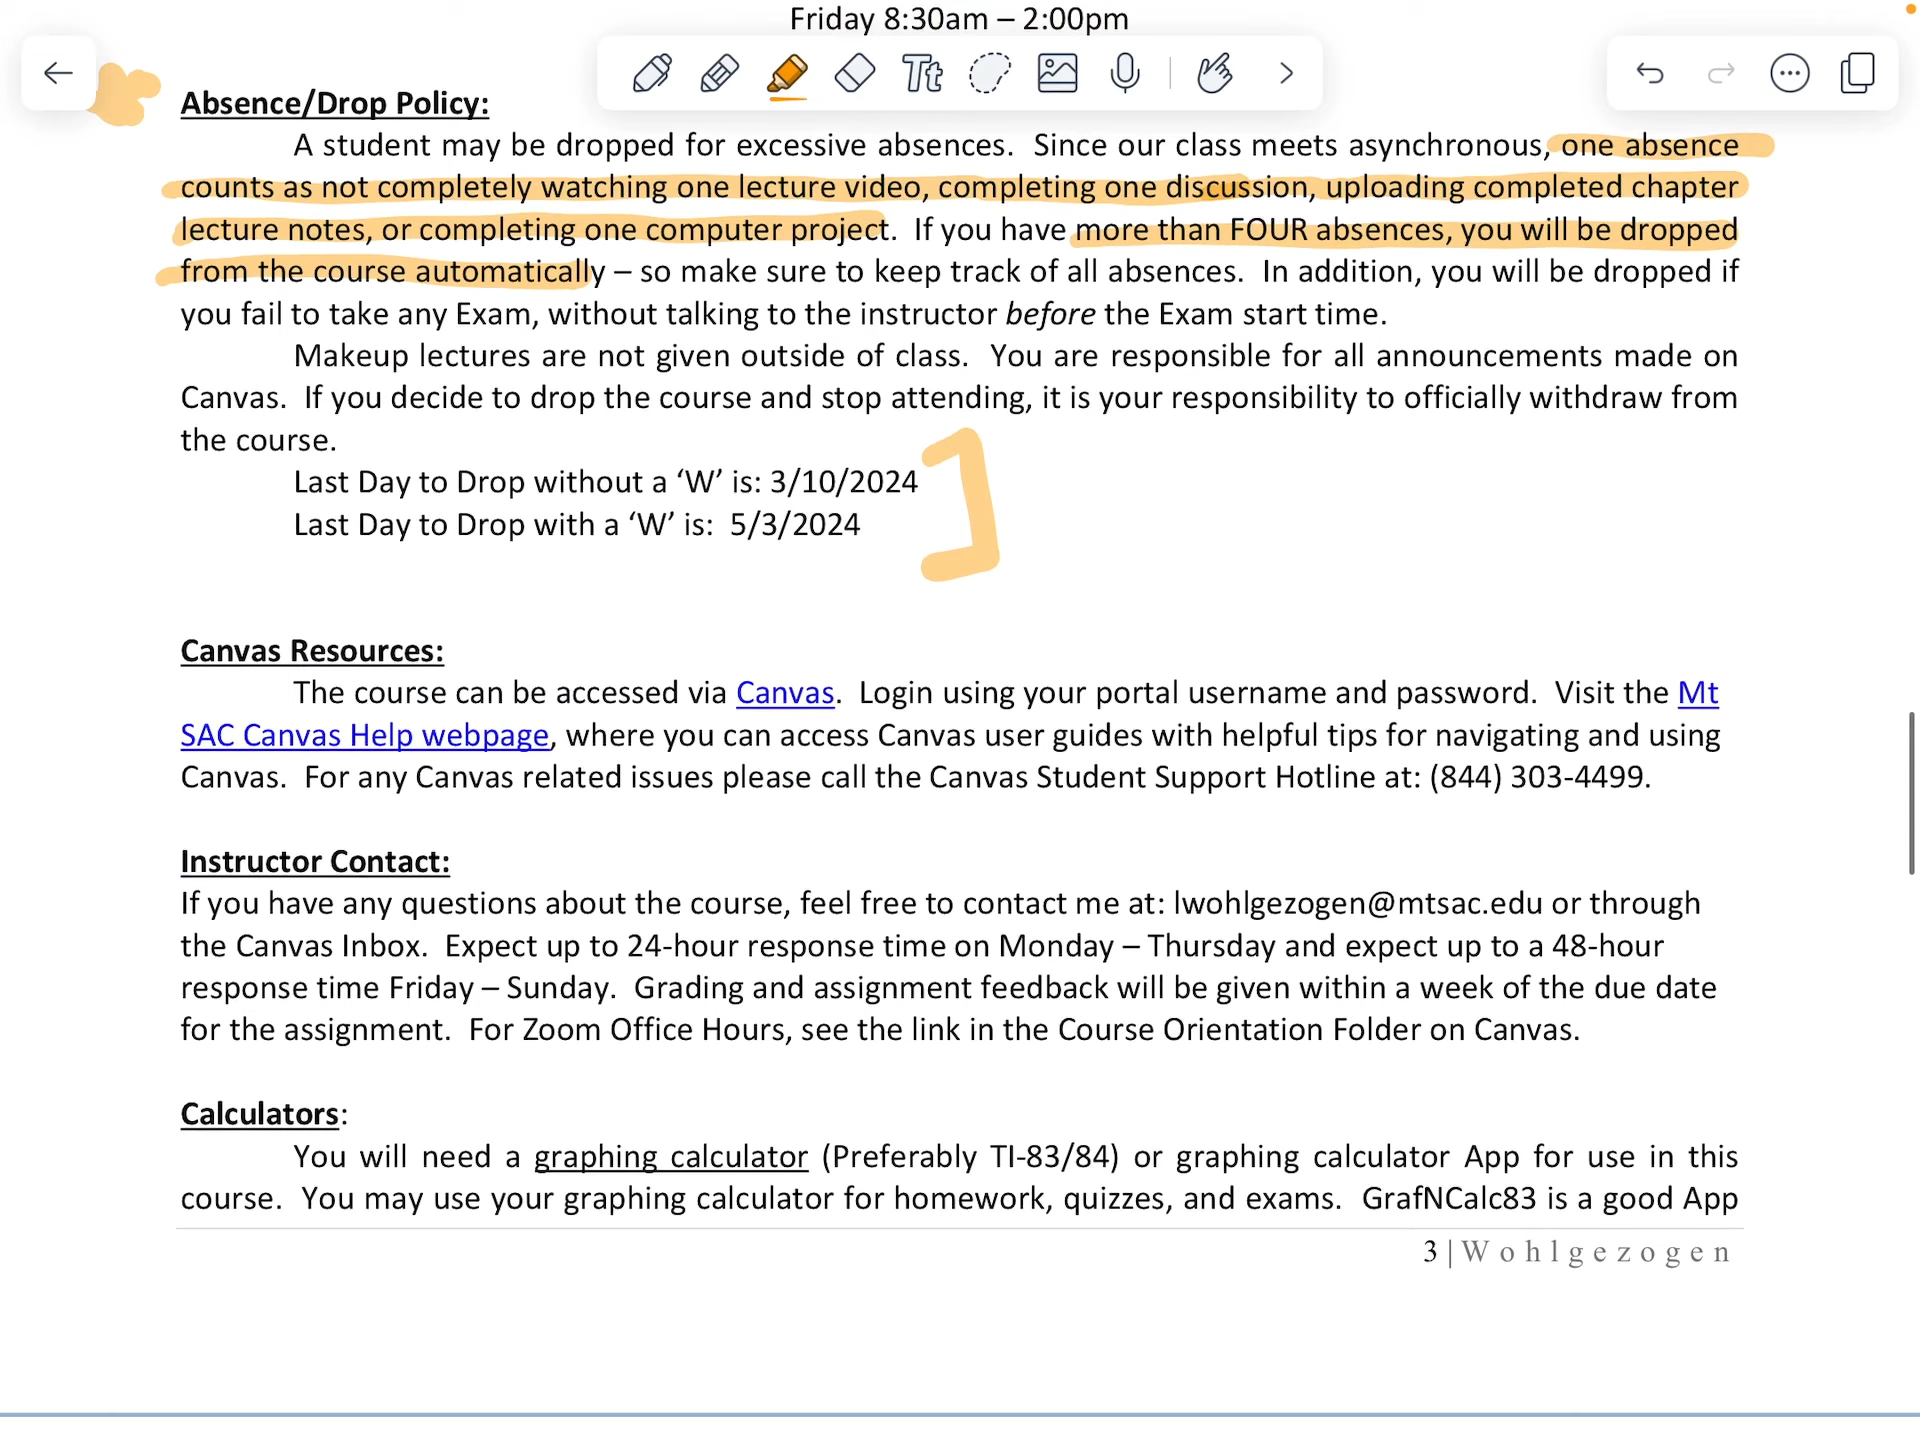 Friday 8:30am – 2:00pm
Tt
Absence/Drop Policy:
A student may be dropped for excessive absences. Since our class meets asynchronous, one absence
counts as not completely watching one lecture video, completing one discussion, uploading completed chapter
lecture notes, or completing one computer project. If you have more than FOUR absences, you will be dropped
from the course automatically – so make sure to keep track of all absences. In addition, you will be dropped if
you fail to take any Exam, without talking to the instructor before the Exam start time.
Makeup lectures are not given outside of class. You are responsible for all announcements made on
Canvas. If you decide to drop the course and stop attending, it is your responsibility to officially withdraw from
the course.
Last Day to Drop without a ‘W’ is: 3/10/2024
Last Day to Drop with a ‘W’ is: 5/3/2024
Canvas Resources:
The course can be accessed via Canvas. Login using your portal username and password. Visit the Mt
SAC Canvas Help webpage, where you can access Canvas user guides with helpful tips for navigating and using
Canvas. For any Canvas related issues please call the Canvas Student Support Hotline at: (844) 303-4499.
Instructor Contact:
If you have any questions about the course, feel free to contact me at: lwohlgezogen@mtsac.edu or through
the Canvas Inbox. Expect up to 24-hour response time on Monday – Thursday and expect up to a 48-hour
response time Friday – Sunday. Grading and assignment feedback will be given within a week of the due date
for the assignment. For Zoom Office Hours, see the link in the Course Orientation Folder on Canvas.
Calculators:
You will need a graphing calculator (Preferably TI-83/84) or graphing calculator App for use in this
course. You may use your graphing calculator for homework, quizzes, and exams. GrafNCalc83 is a good App
3 | W o h l g e z o g e n